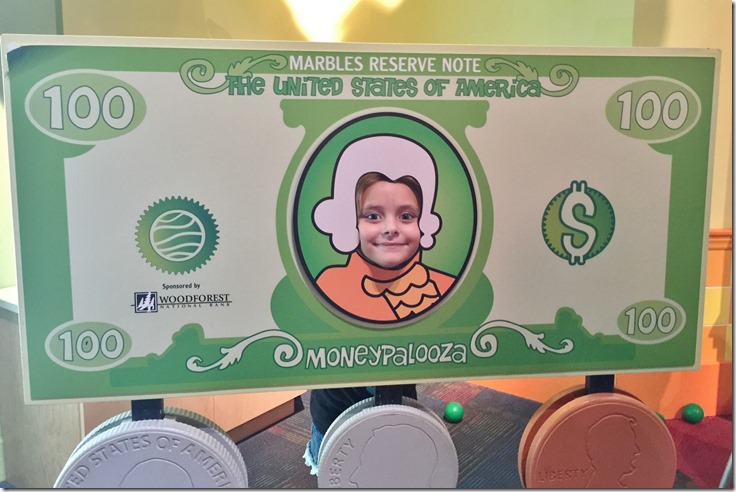 MARBLES RESERVE NOTE
THE UNITED STATES OF AMERICA
100
100
$
Sponsored by
WOODFOREST
NATIONAL BANK
100
100
MONEYPALOOZA
STATES OF AMERICA
LIBERTY
LIBERTY